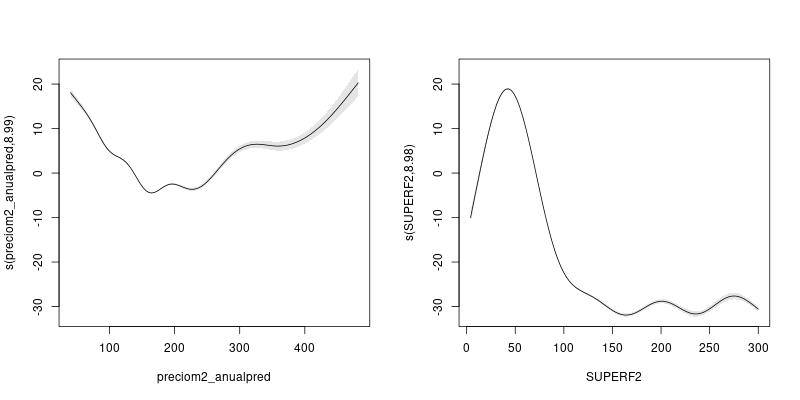 s(preciom2_anualpred,8.99)
20
10
0
-10
-20
-30
100 200 300 400
preciom2_anualpred
s(SUPERF2,8.98)
20
10
0
-10
-20
-30
0 50 100 150 200 250 300
SUPERF2